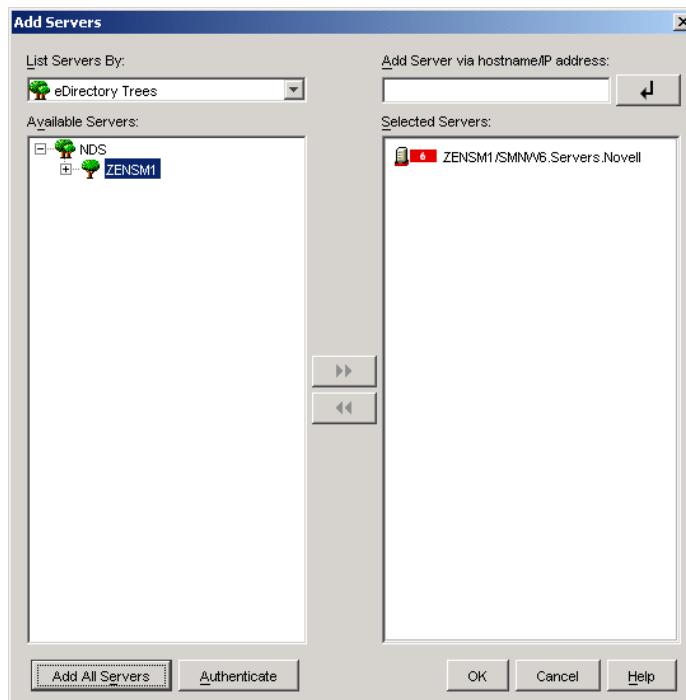 Add Servers
List Servers By:
eDirectory Trees
Add Server via hostname/IP address:
Available Servers:
NDS
ZENSM1
Selected Servers:
6 ZENSM1/SMNW6.Servers.Novell
Add All Servers
Authenticate
OK
Cancel
Help